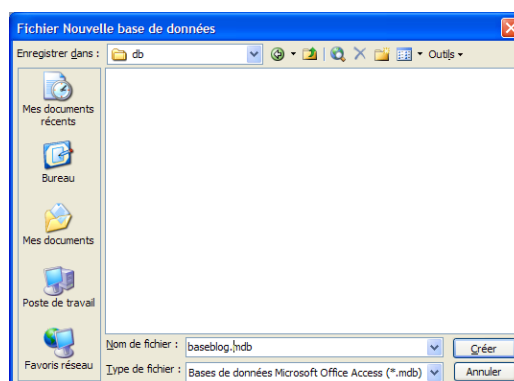 Fichier Nouvelle base de données
Enregistrer dans :
db
Outils
Mes documents
récents
Bureau
Mes documents
Poste de travail
Favoris réseau
Nom de fichier :
baseblog.mdb
Créer
Type de fichier :
Bases de données Microsoft Office Access (*.mdb)
Annuler